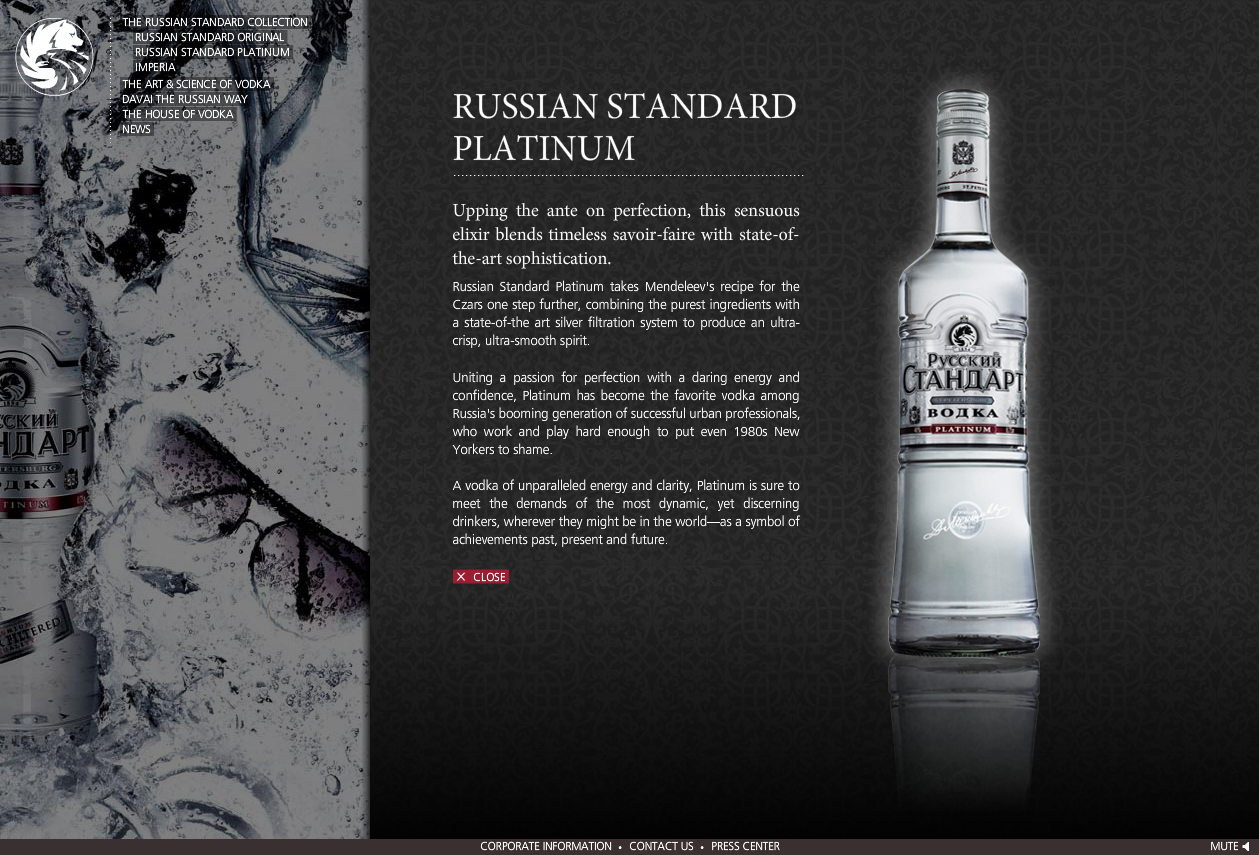 THE RUSSIAN STANDARD COLLECTION
RUSSIAN STANDARD ORIGINAL
RUSSIAN STANDARD PLATINUM
IMPERIA
THE ART & SCIENCE OF VODKA
DAVAI THE RUSSIAN WAY
THE HOUSE OF VODKA
NEWS
RUSSIAN STANDARD
PLATINUM
Upping the ante on perfection, this sensuous
elixir blends timeless savoir-faire with state-of-
the-art sophistication.
Russian Standard Platinum takes Mendeleev's recipe for the
Czars one step further, combining the purest ingredients with
a state-of-the art silver filtration system to produce an ultra-
crisp, ultra-smooth spirit.
Uniting a passion for perfection with a daring energy and
confidence, Platinum has become the favorite vodka among
Russia's booming generation of successful urban professionals,
who work and play hard enough to put even 1980s New
Yorkers to shame.
A vodka of unparalleled energy and clarity, Platinum is sure to
meet the demands of the most dynamic, yet discerning
drinkers, wherever they might be in the world—as a symbol of
achievements past, present and future.
X CLOSE
Русский
СТАНДАРТ
ВОДКА
PLATINUM
ССКИЙ
НДАРТ
ТERSBURG
ДКА
TINUM
FILTERED
CORPORATE INFORMATION • CONTACT US • PRESS CENTER
MUTE